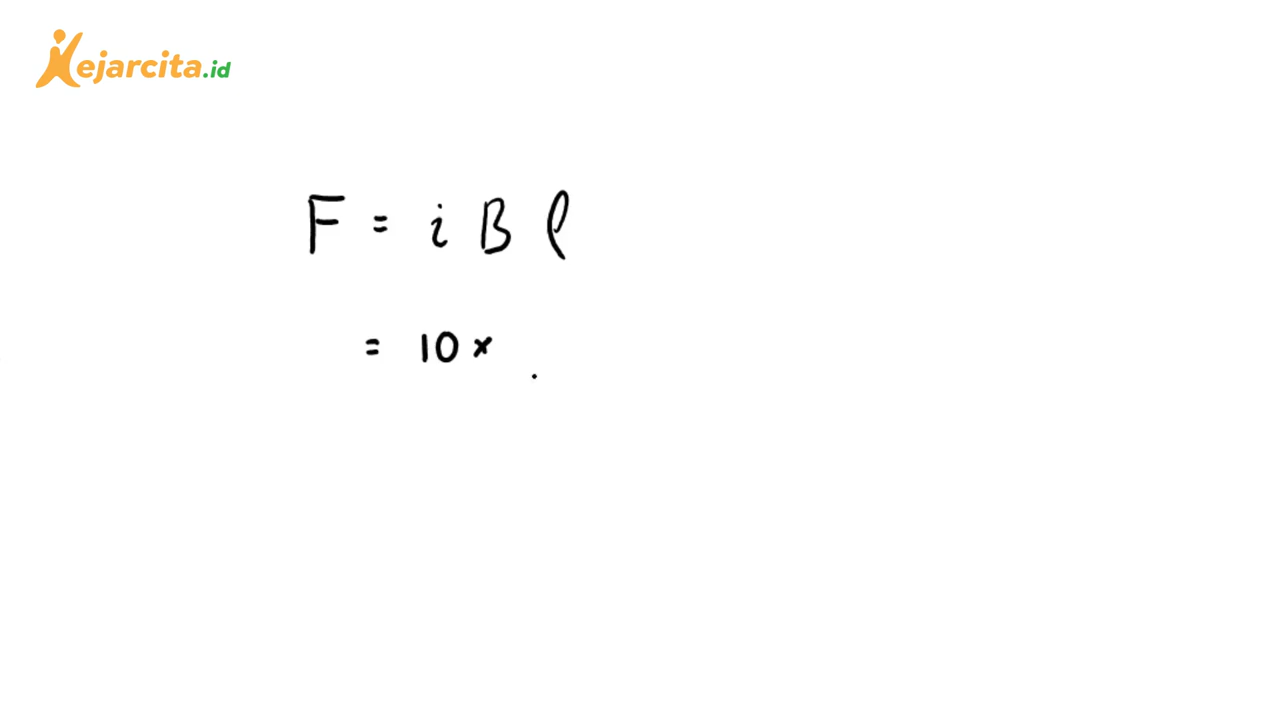 Kejarcita.id
F = i B l
= 10 x .